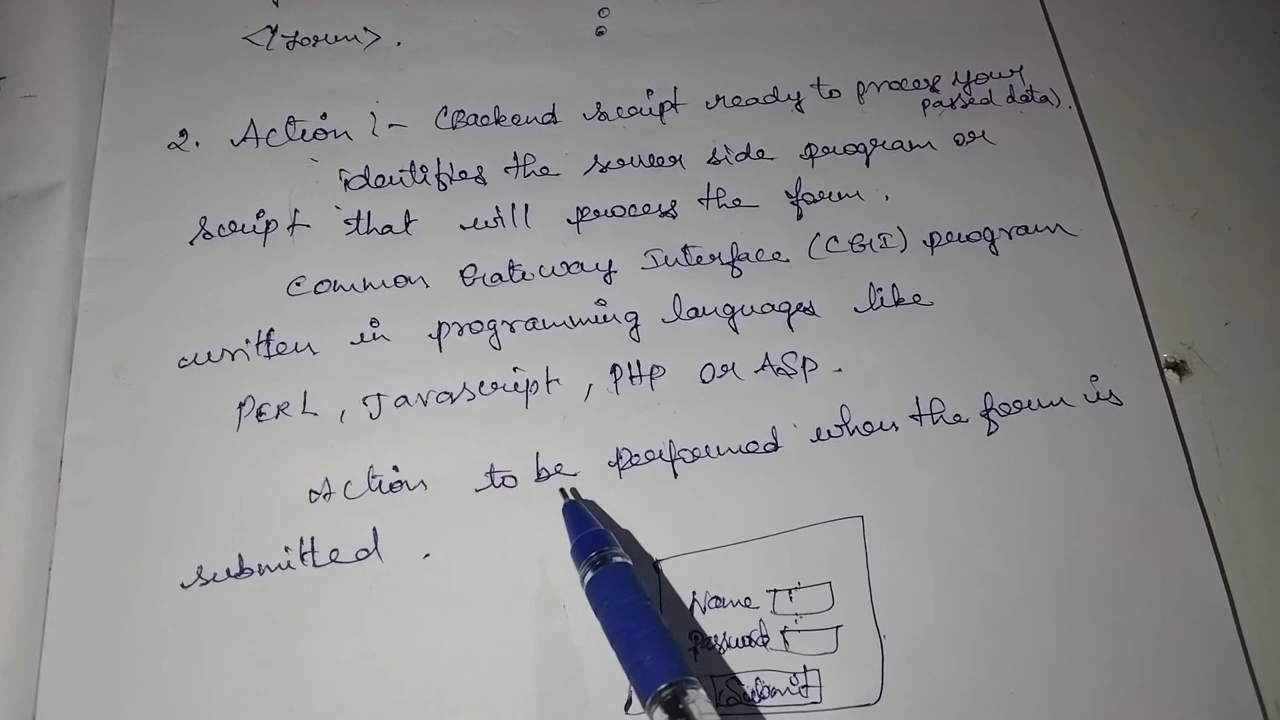 </form>.
2. Action :- (Backend script ready to process your
passed data).
identifies the server side program or
script that will process the form.
Common Gateway Interface (CGI) program
written in programming languages like
PERL, Javascript, PHP or ASP.
Action to be performed when the form is
submitted.
Name
Password
Submit